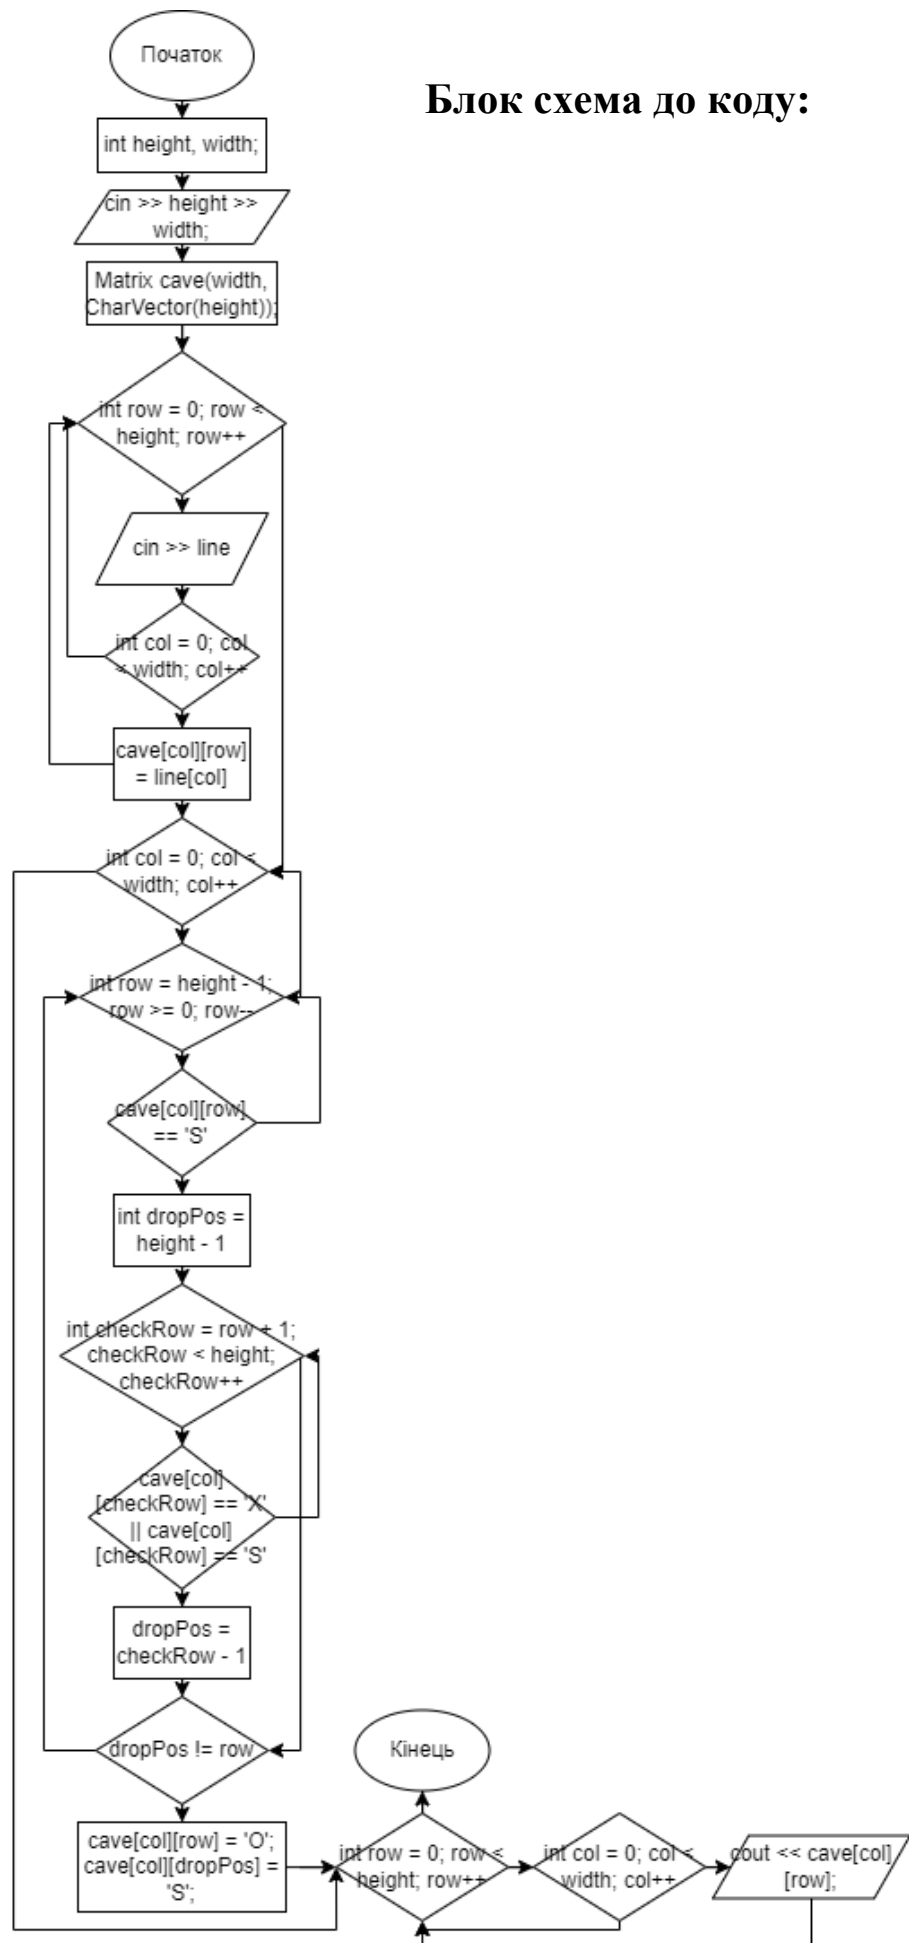 Початок
Блок схема до коду:
int height, width;
cin >> height >>
width;
Matrix cave(width,
CharVector(height));
int row = 0; row <
height; row++
cin >> line
int col = 0; col
< width; col++
cave[col][row]
= line[col]
int col = 0; col <
width; col++
int row = height - 1;
row >= 0; row--
cave[col][row]
== 'S'
int dropPos =
height - 1
int checkRow = row + 1;
checkRow < height;
checkRow++
cave[col]
[checkRow] == 'X'
|| cave[col]
[checkRow] == 'S'
dropPos =
checkRow - 1
dropPos != row
cave[col][row] = 'O';
cave[col][dropPos] =
'S';
Кінець
int row = 0; row <
height; row++
int col = 0; col <
width; col++
cout << cave[col]
[row];